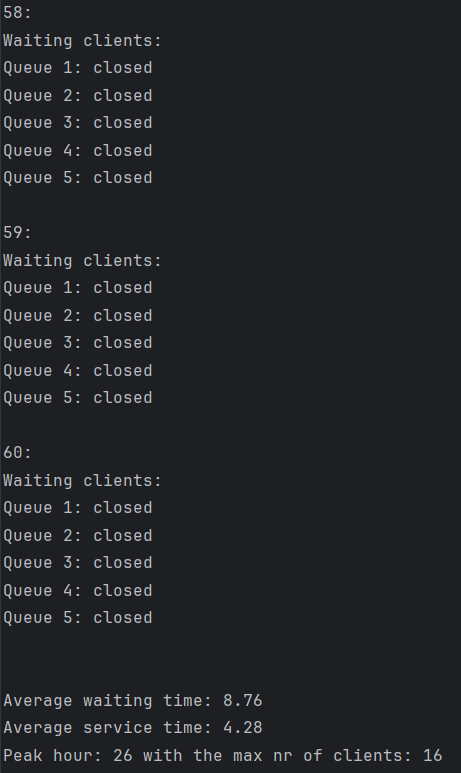 58:
Waiting clients:
Queue 1: closed
Queue 2: closed
Queue 3: closed
Queue 4: closed
Queue 5: closed
59:
Waiting clients:
Queue 1: closed
Queue 2: closed
Queue 3: closed
Queue 4: closed
Queue 5: closed
60:
Waiting clients:
Queue 1: closed
Queue 2: closed
Queue 3: closed
Queue 4: closed
Queue 5: closed
Average waiting time: 8.76
Average service time: 4.28
Peak hour: 26 with the max nr of clients: 16